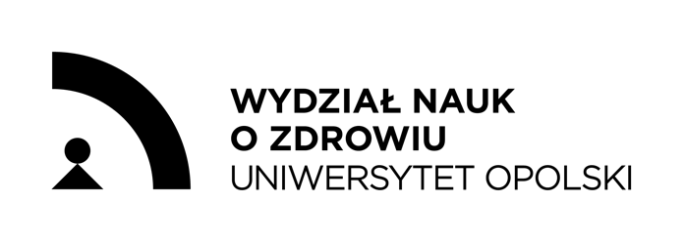 WYDZIAŁ NAUK
O ZDROWIU
UNIWERSYTET OPOLSKI